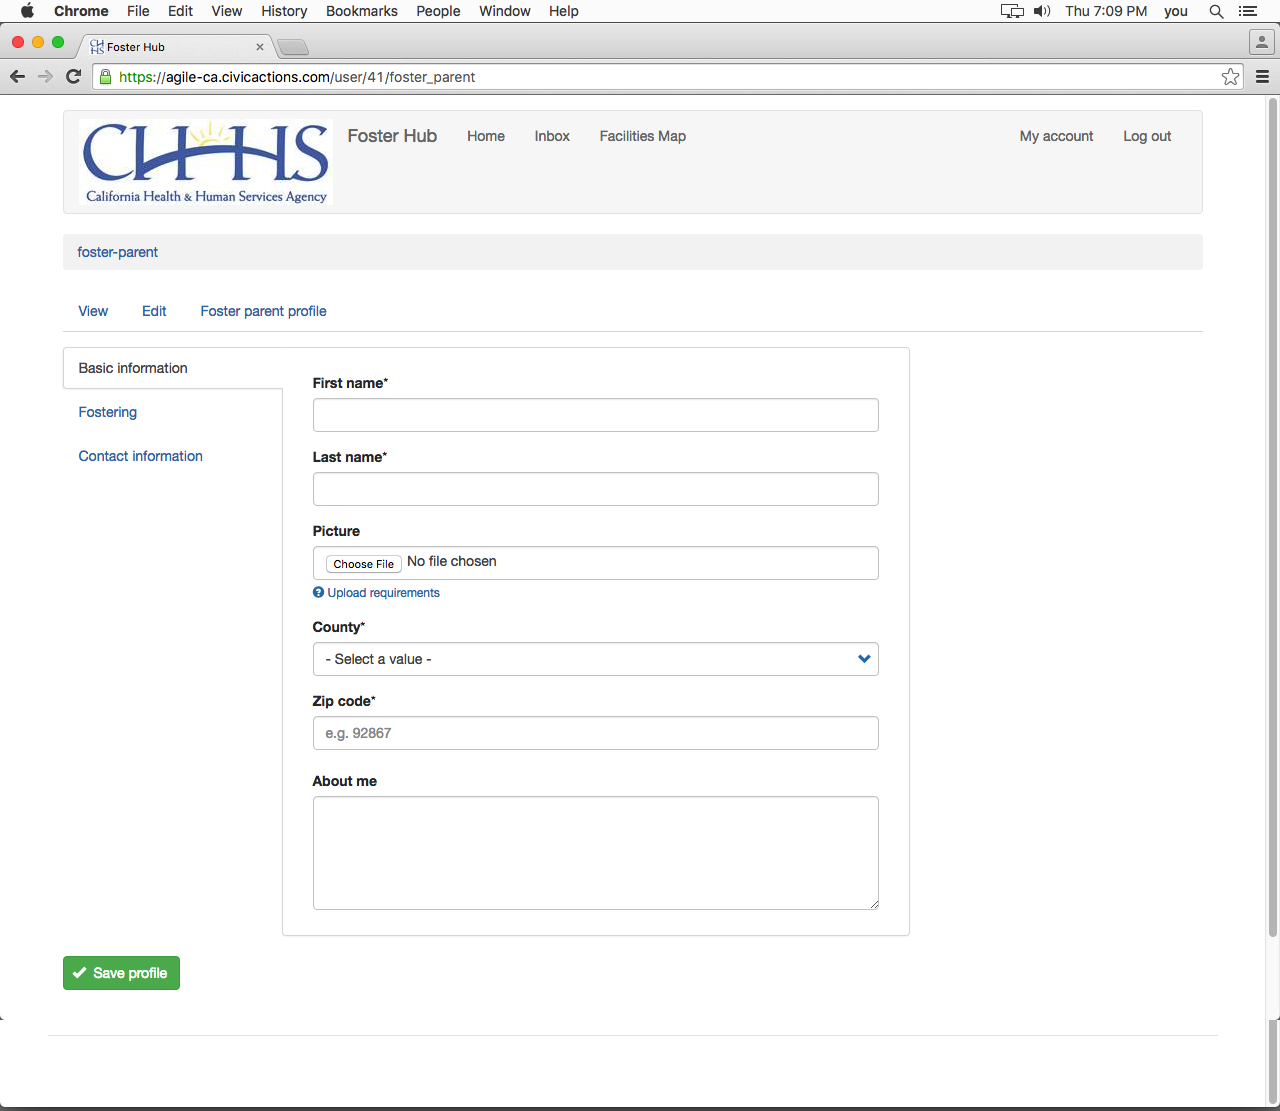 Chrome File Edit View History Bookmarks People Window Help Thu 7:09 PM you
Foster Hub
https://agile-ca.civicactions.com/user/41/foster_parent
CHHS
California Health & Human Services Agency
Foster Hub Home Inbox Facilities Map My account Log out
foster-parent
View Edit Foster parent profile
Basic information
Fostering
Contact information
First name*
Last name*
Picture
Choose File No file chosen
Upload requirements
County*
- Select a value -
Zip code*
e.g. 92867
About me
Save profile